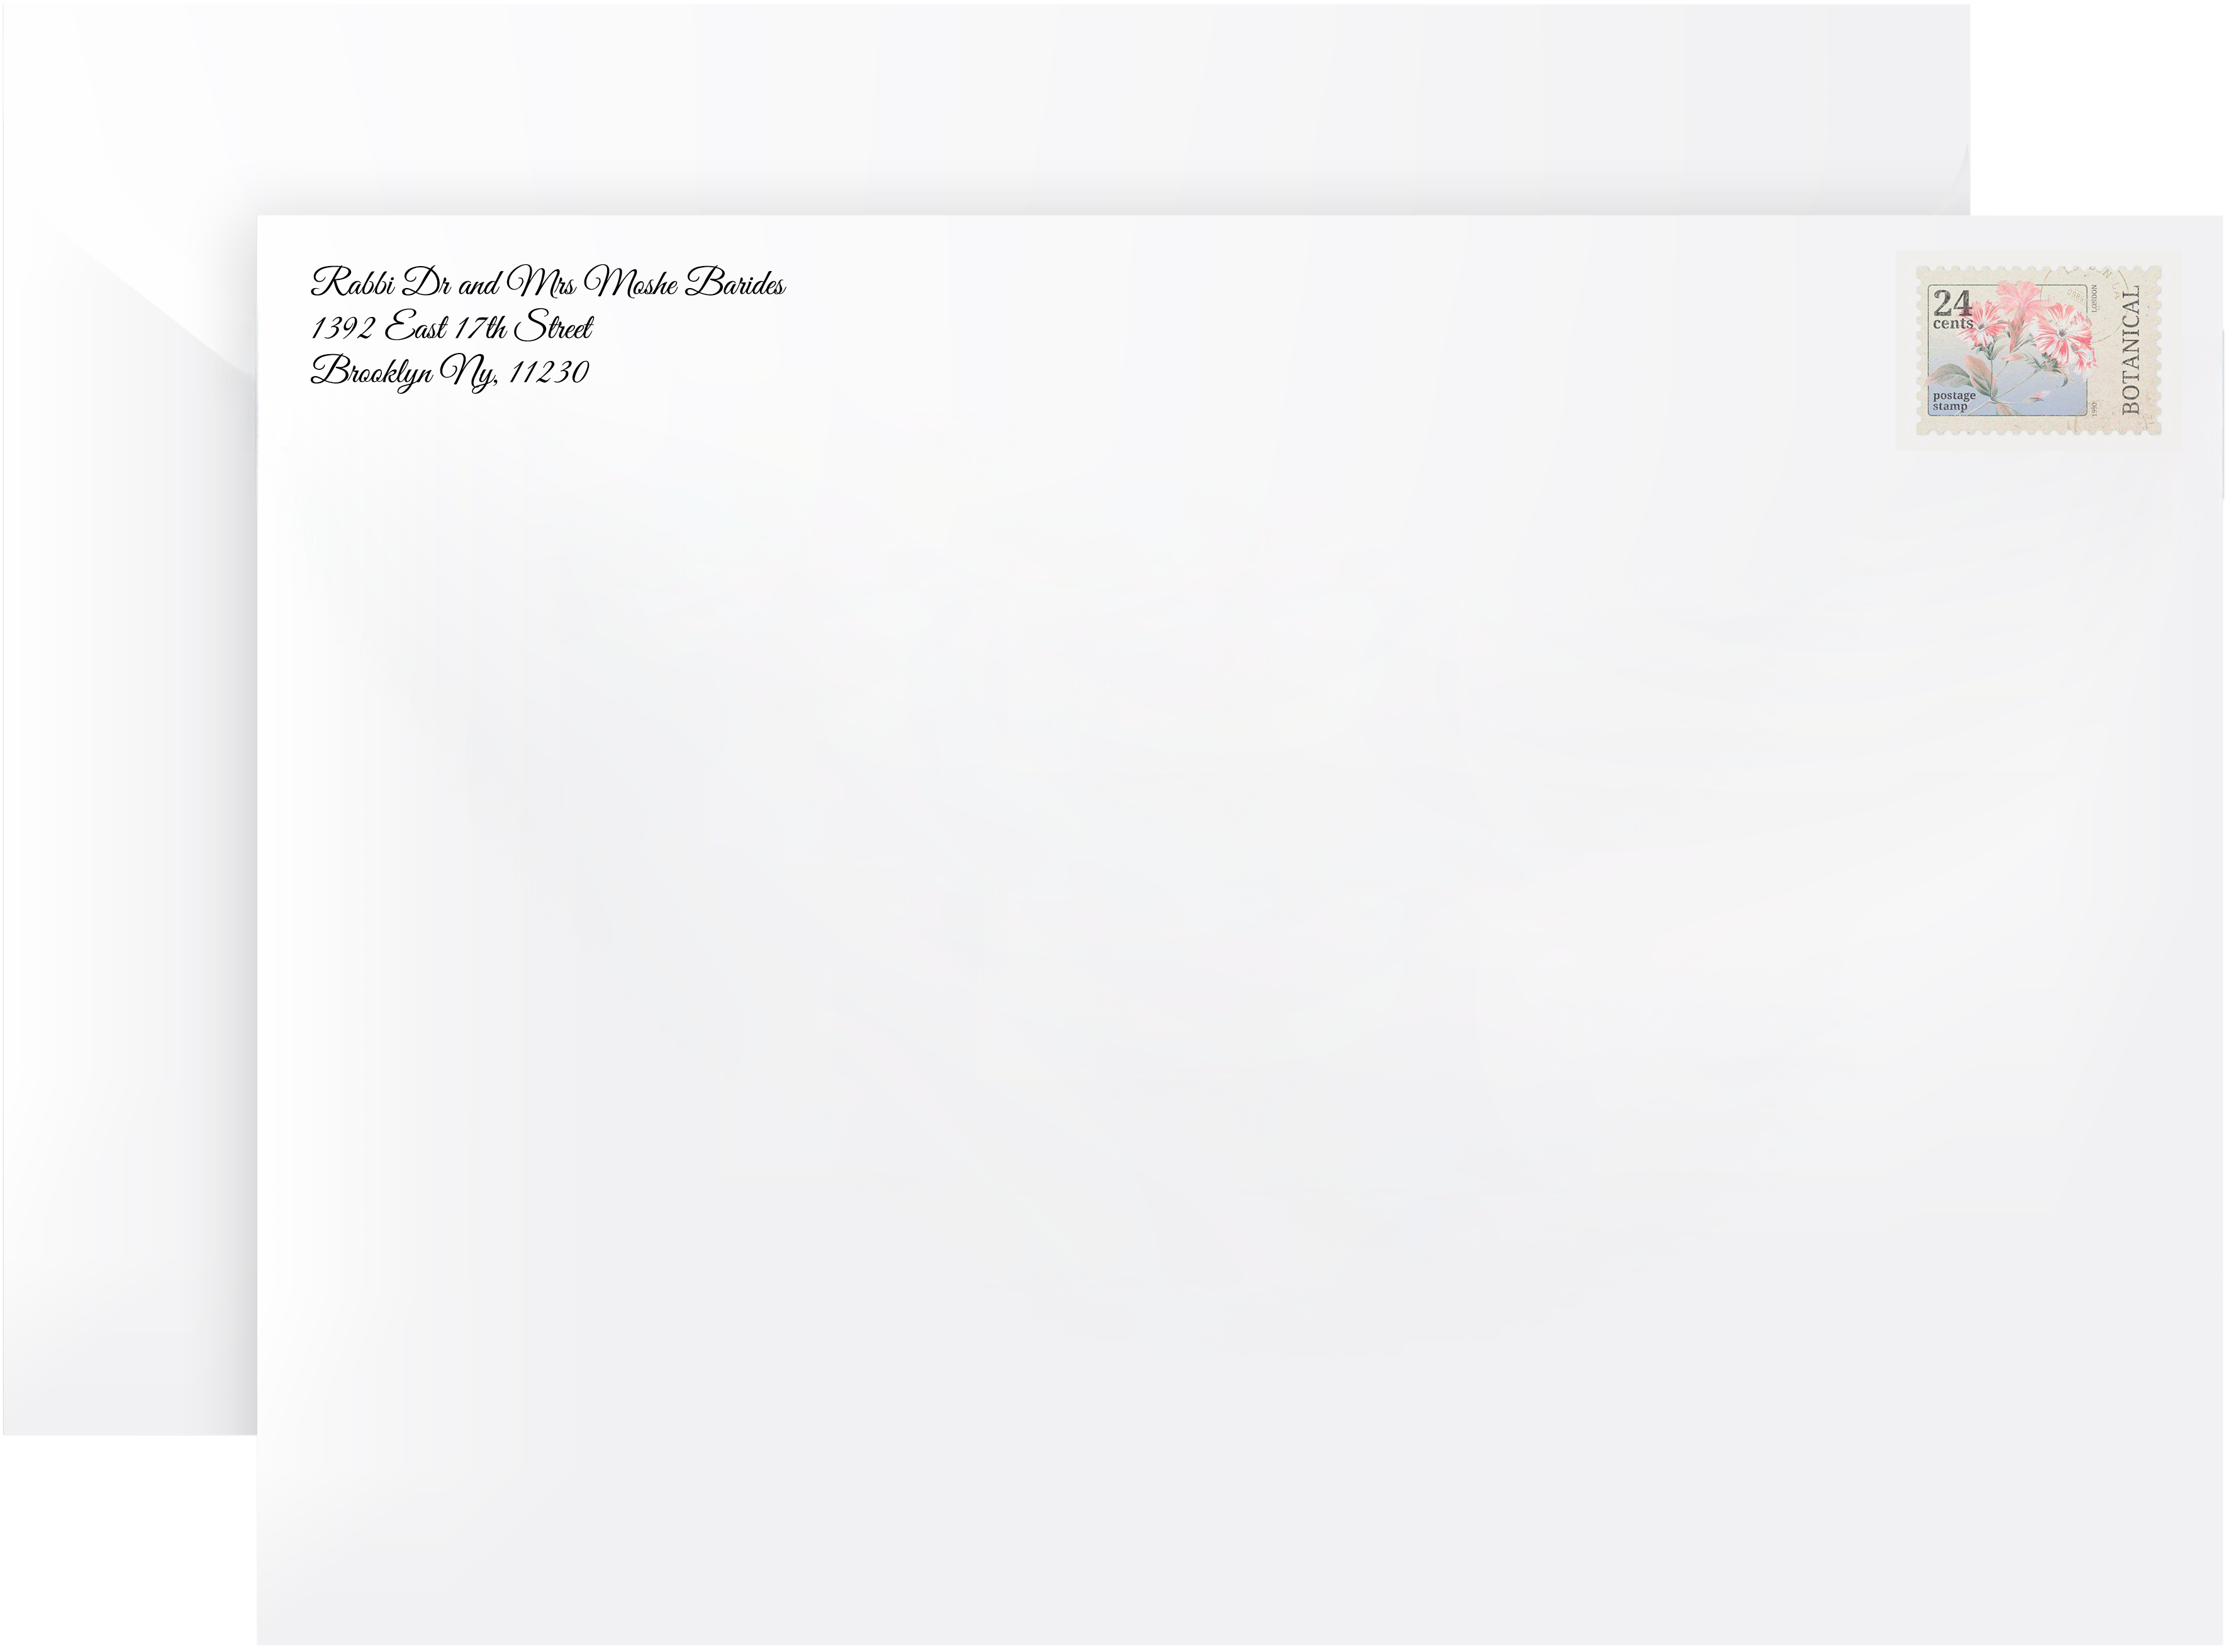 Rabbi Dr and Mrs Moshe Barides
1392 East 17th Street
Brooklyn Ny, 11230
24
cents
postage
stamp
LONDON
1990
BOTANICAL